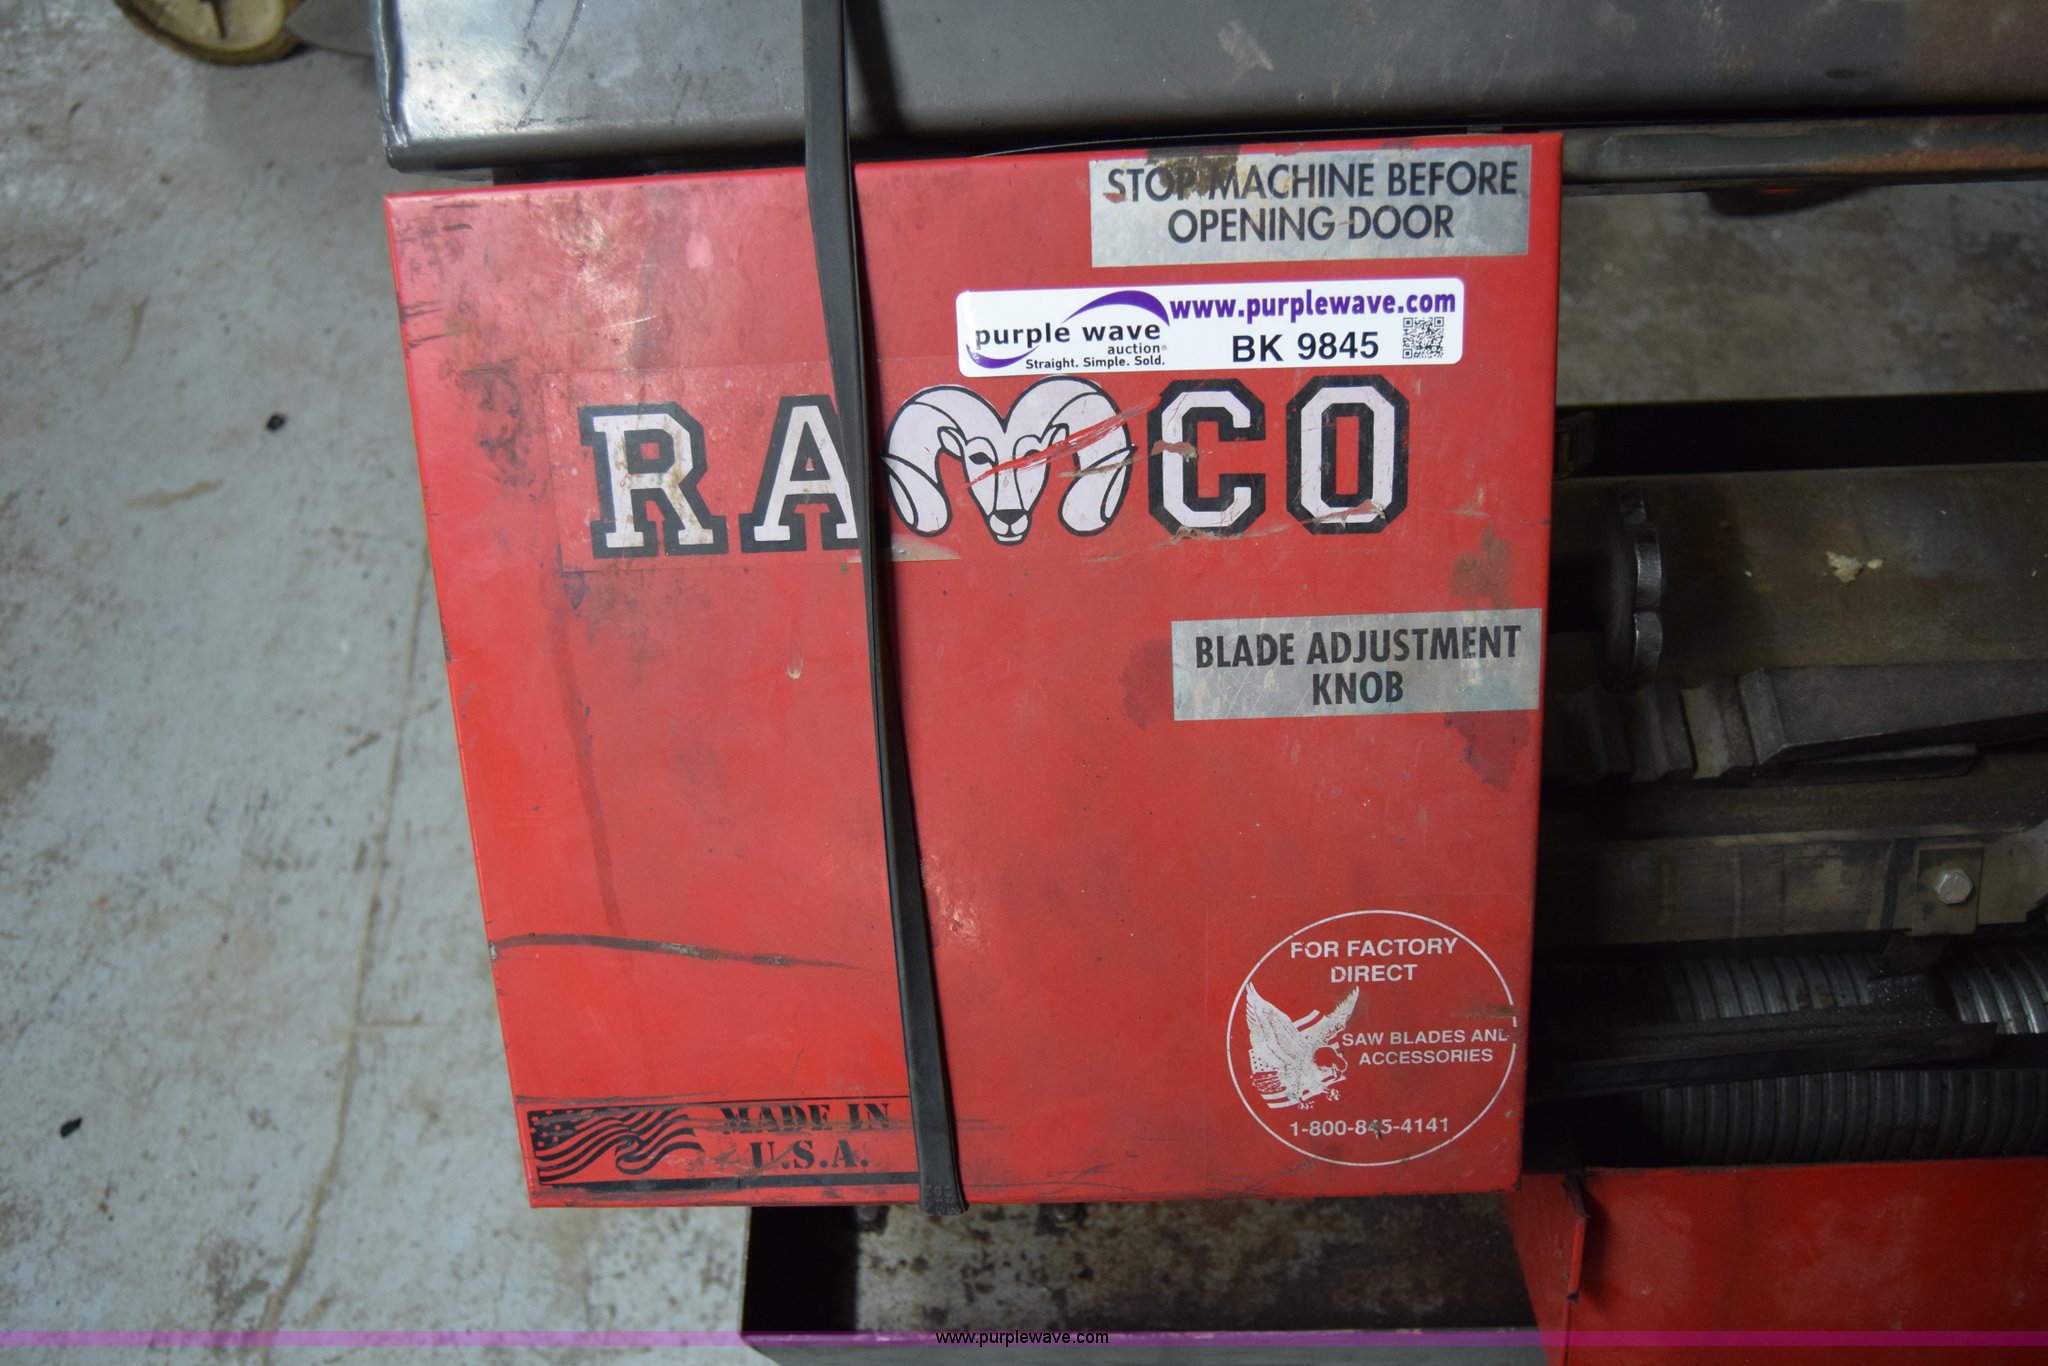 STOP MACHINE BEFORE
OPENING DOOR
www.purplewave.com
purple wave
auction®
Straight. Simple. Sold.
BK 9845
RAMCO
BLADE ADJUSTMENT
KNOB
FOR FACTORY
DIRECT
SAW BLADES AND
ACCESSORIES
1-800-845-4141
MADE IN
U.S.A.
www.purplewave.com